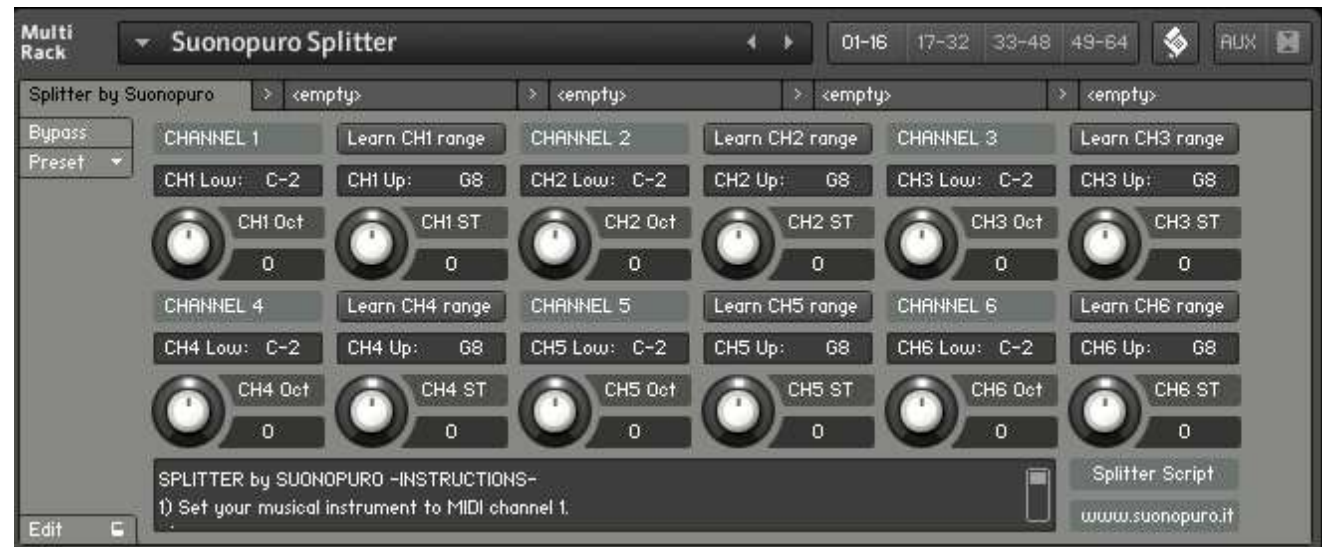 Multi Rack
Suonopuro Splitter
01-16 17-32 33-48 49-64 AUX
Splitter by Suonopuro > <empty> > <empty> > <empty> > <empty>
Bypass
Preset
CHANNEL 1 Learn CH1 range CHANNEL 2 Learn CH2 range CHANNEL 3 Learn CH3 range
CH1 Low: C-2 CH1 Up: G8 CH2 Low: C-2 CH2 Up: G8 CH3 Low: C-2 CH3 Up: G8
CH1 Oct CH1 ST CH2 Oct CH2 ST CH3 Oct CH3 ST
0 0 0 0 0 0
CHANNEL 4 Learn CH4 range CHANNEL 5 Learn CH5 range CHANNEL 6 Learn CH6 range
CH4 Low: C-2 CH4 Up: G8 CH5 Low: C-2 CH5 Up: G8 CH6 Low: C-2 CH6 Up: G8
CH4 Oct CH4 ST CH5 Oct CH5 ST CH6 Oct CH6 ST
0 0 0 0 0 0
SPLITTER by SUONOPURO -INSTRUCTIONS-
1) Set your musical instrument to MIDI channel 1.
Splitter Script
www.suonopuro.it
Edit